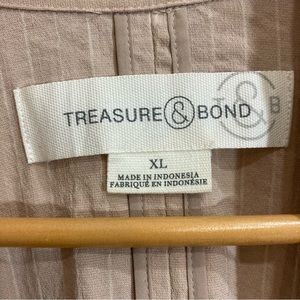 TREASURE & BOND
T & B
XL
MADE IN INDONESIA
FABRIQUÉ EN INDONÉSIE